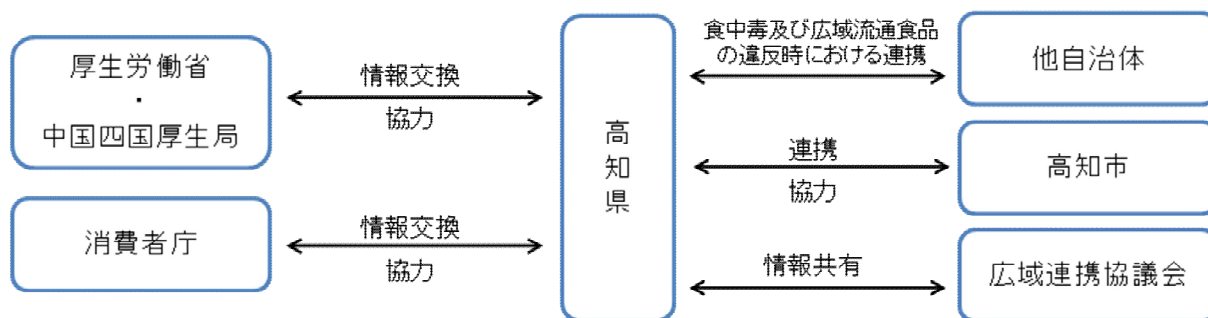 厚生労働省
・
中国四国厚生局
情報交換
協力
消費者庁
情報交換
協力
高知県
食中毒及び広域流通食品
の違反時における連携
他自治体
連携
協力
高知市
情報共有
広域連携協議会